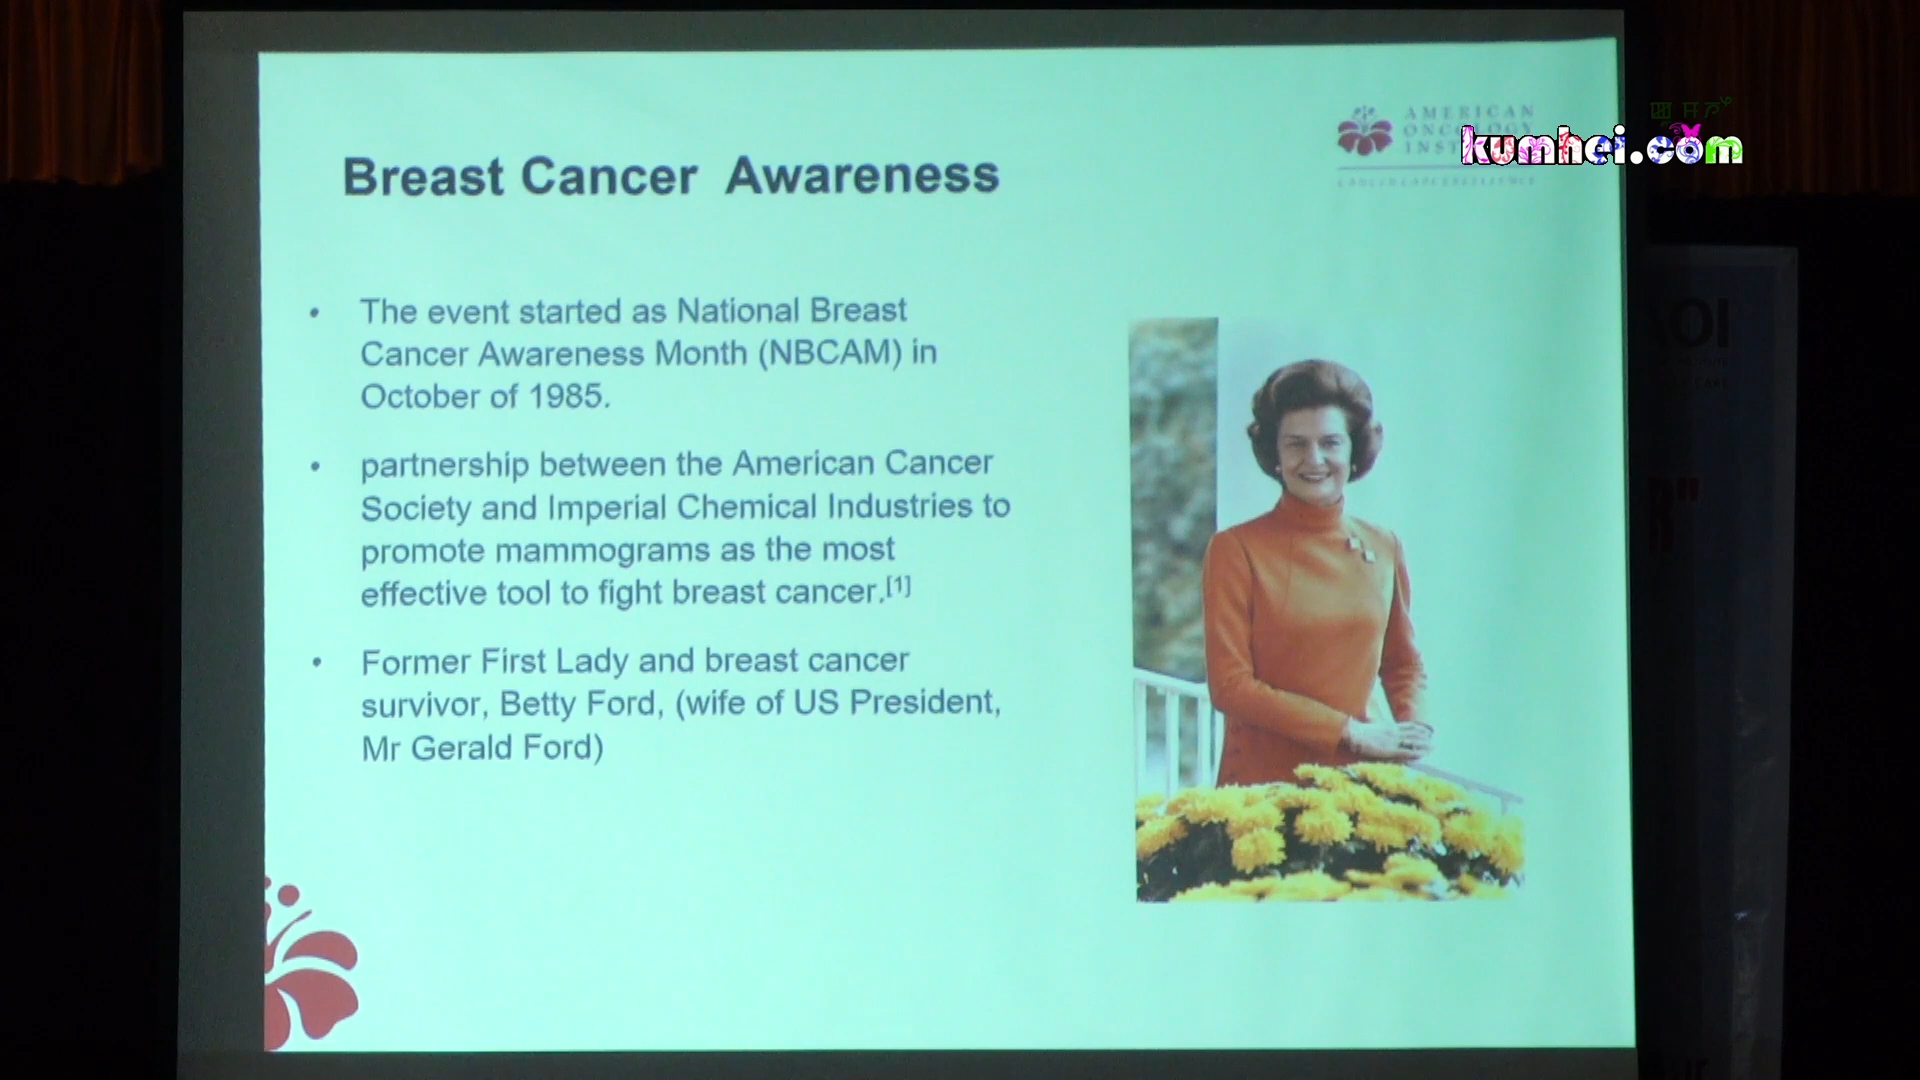 AMERICAN
ONCOLOGY
kumhei.com
Breast Cancer Awareness
• The event started as National Breast
Cancer Awareness Month (NBCAM) in
October of 1985.
• partnership between the American Cancer
Society and Imperial Chemical Industries to
promote mammograms as the most
effective tool to fight breast cancer.[1]
• Former First Lady and breast cancer
survivor, Betty Ford, (wife of US President,
Mr Gerald Ford)
AOI